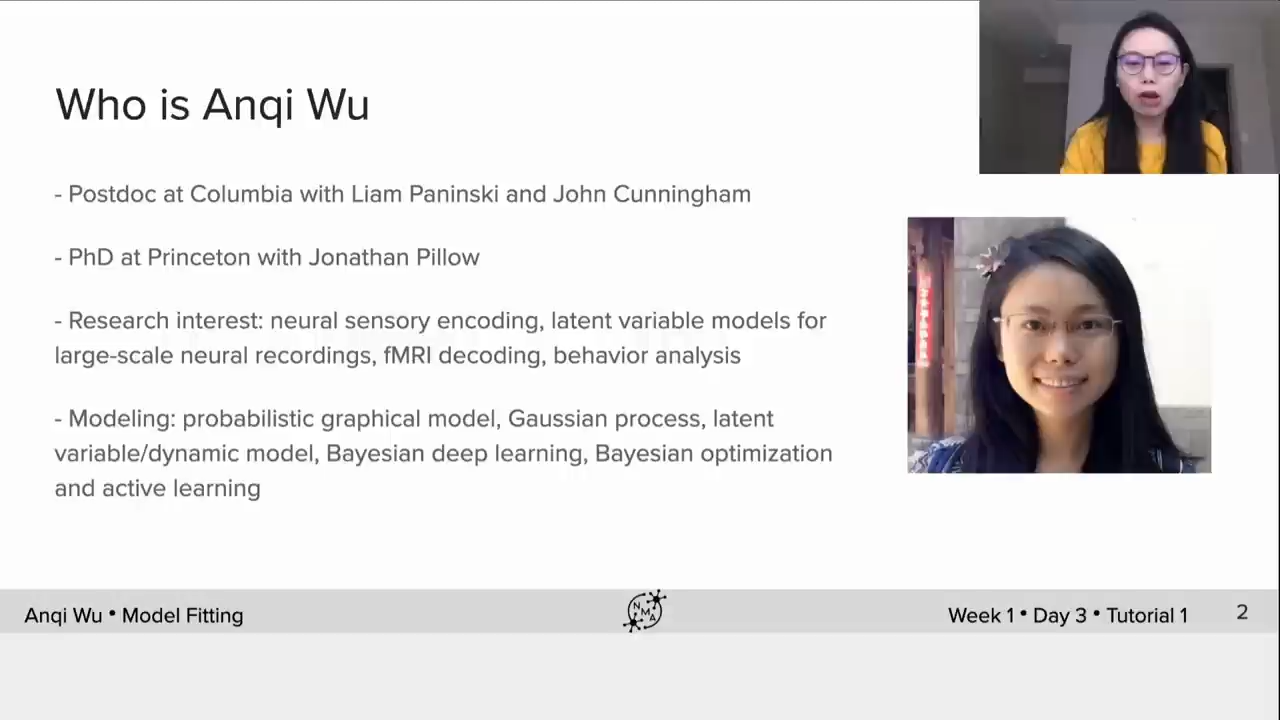 Who is Anqi Wu
- Postdoc at Columbia with Liam Paninski and John Cunningham
- PhD at Princeton with Jonathan Pillow
- Research interest: neural sensory encoding, latent variable models for
large-scale neural recordings, fMRI decoding, behavior analysis
- Modeling: probabilistic graphical model, Gaussian process, latent
variable/dynamic model, Bayesian deep learning, Bayesian optimization
and active learning
Anqi Wu • Model Fitting
N M A
Week 1 • Day 3 • Tutorial 1
2